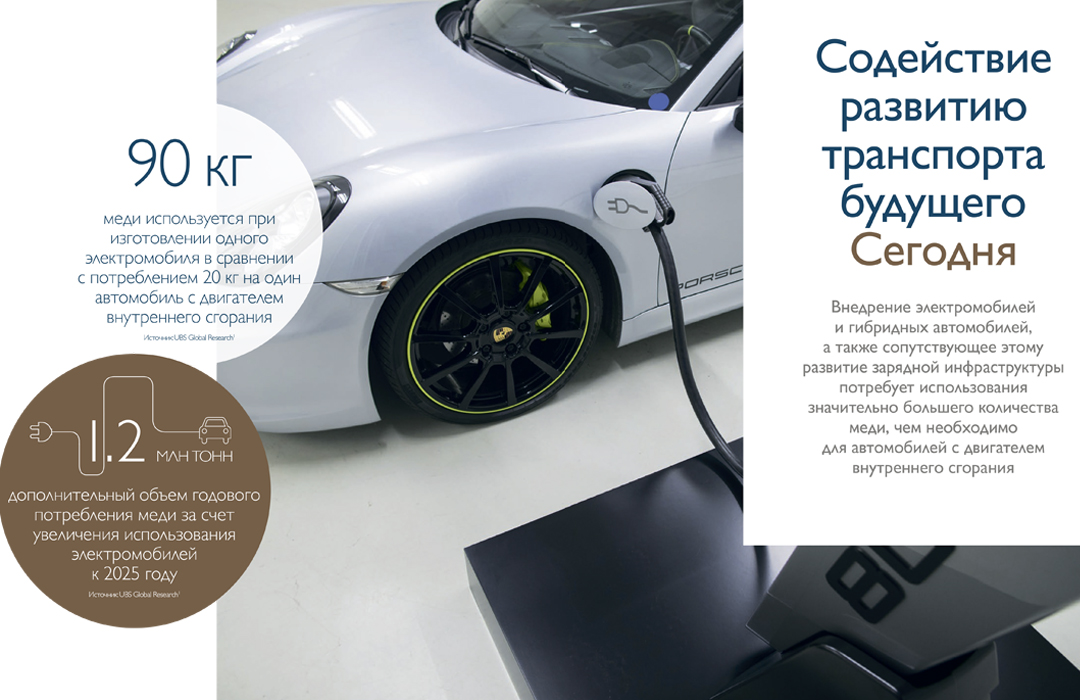 90 кг
меди используется при
изготовлении одного
электромобиля в сравнении
с потреблением 20 кг на один
автомобиль с двигателем
внутреннего сгорания
Источник:UBS Global Research¹
1.2
МЛН ТОНН
дополнительный объем годового
потребления меди за счет
увеличения использования
электромобилей
к 2025 году
Источник:UBS Global Research¹
PORSC
Содействие
развитию
транспорта
будущего
Сегодня
Внедрение электромобилей
и гибридных автомобилей,
а также сопутствующее этому
развитие зарядной инфраструктуры
потребует использования
значительно большего количества
меди, чем необходимо
для автомобилей с двигателем
внутреннего сгорания